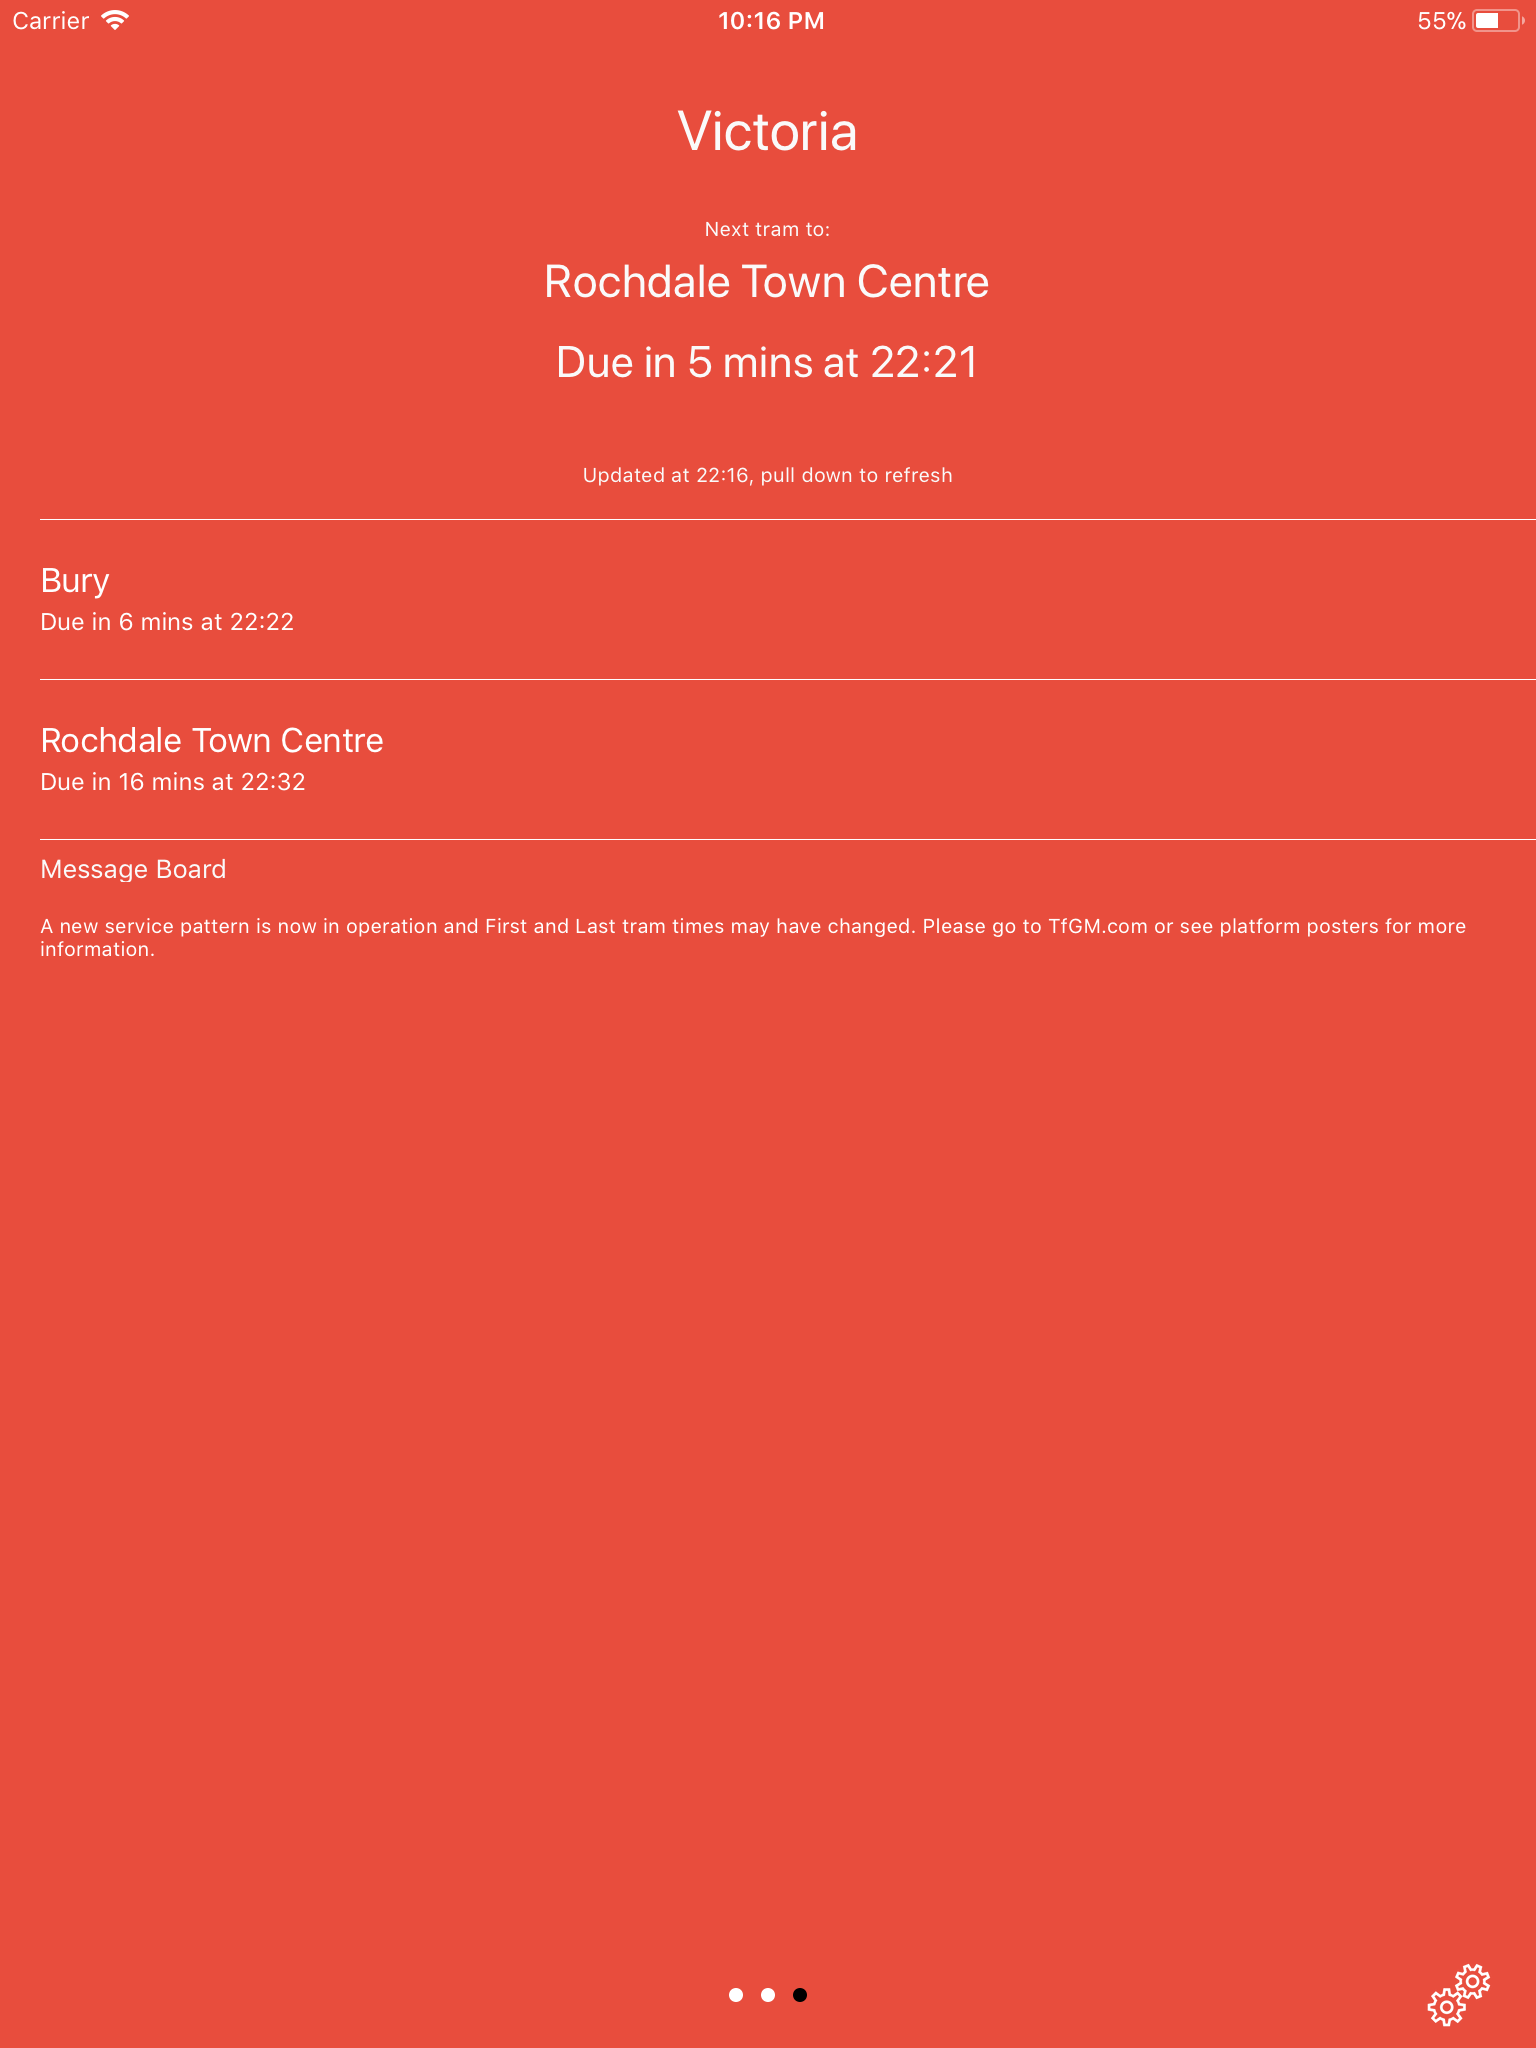 Carrier 10:16 PM 55%
Victoria
Next tram to:
Rochdale Town Centre
Due in 5 mins at 22:21
Updated at 22:16, pull down to refresh
Bury
Due in 6 mins at 22:22
Rochdale Town Centre
Due in 16 mins at 22:32
Message Board
A new service pattern is now in operation and First and Last tram times may have changed. Please go to TfGM.com or see platform posters for more
information.